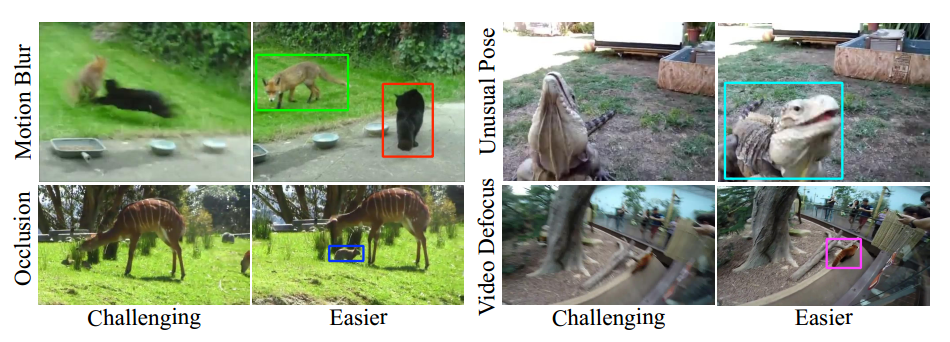 Motion Blur
Unusual Pose
Occlusion
Video Defocus
Challenging
Easier
Challenging
Easier